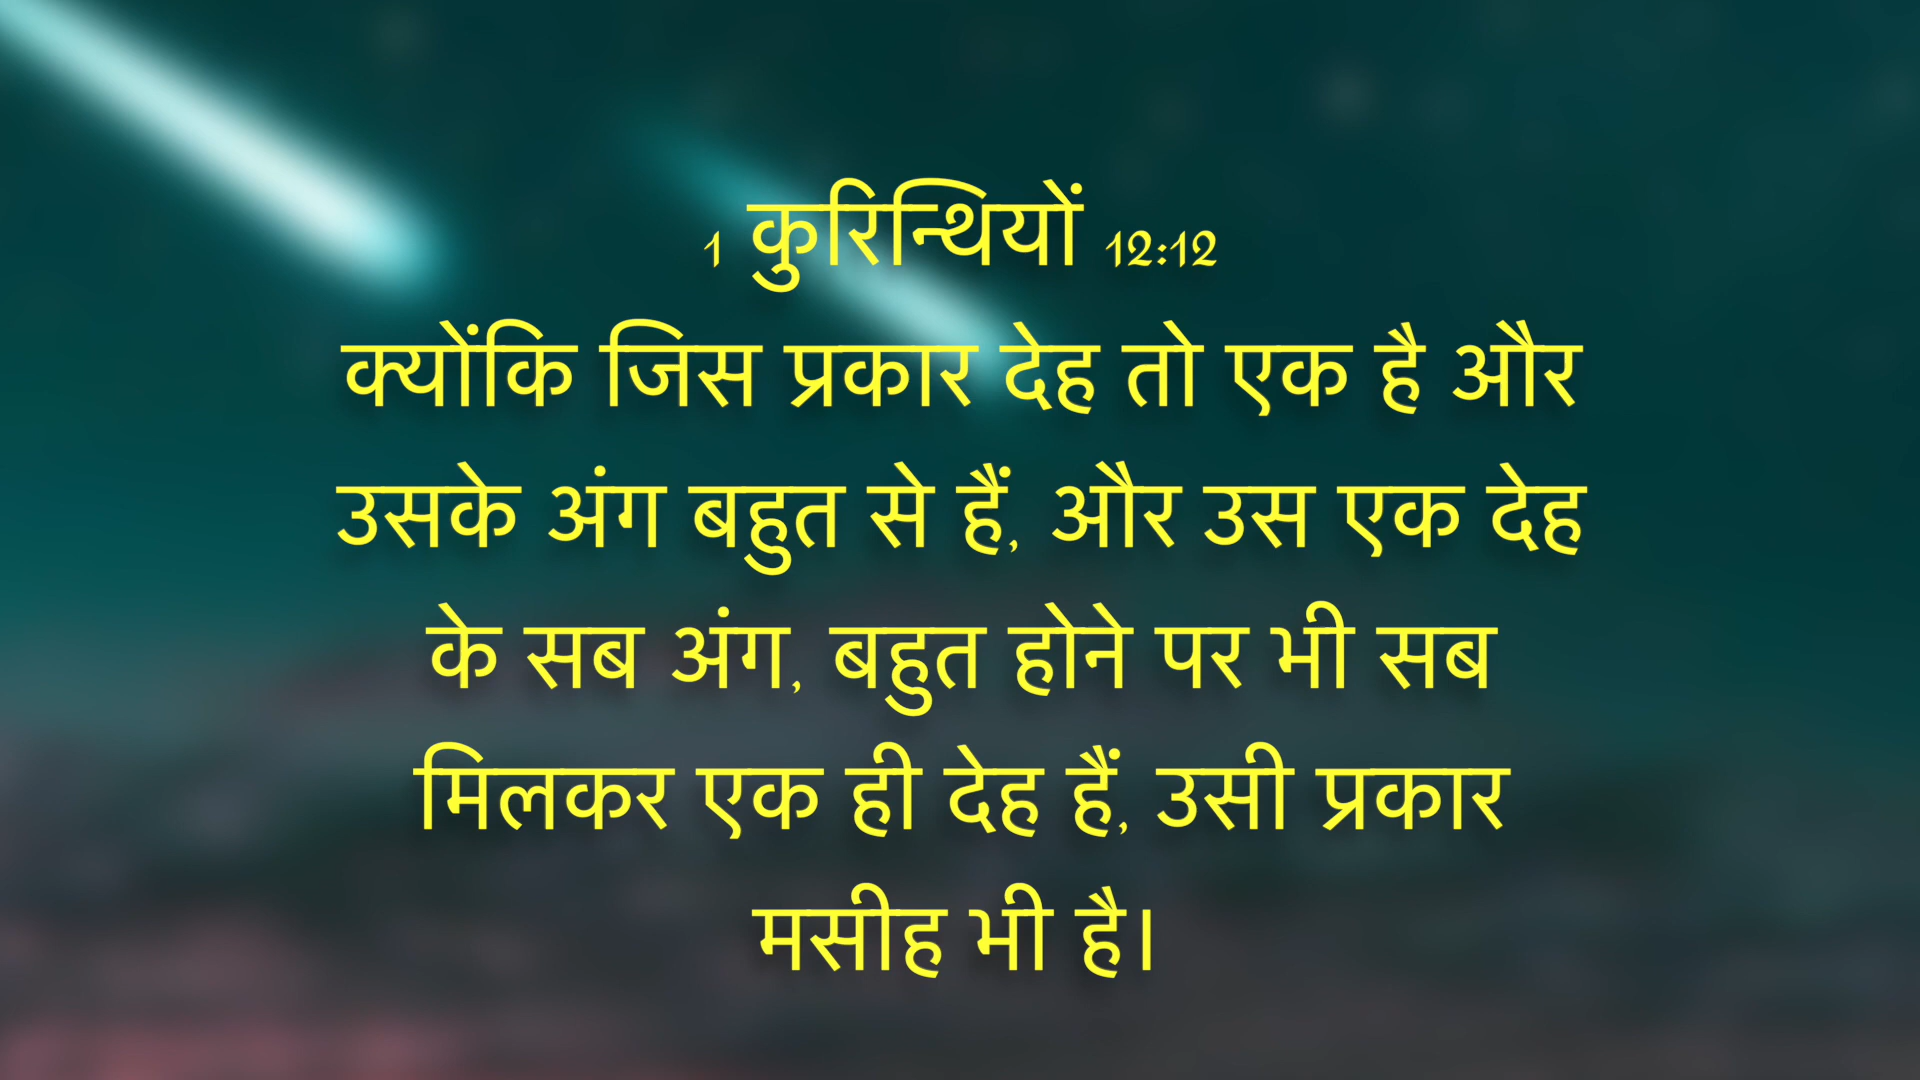 1 कुरिन्थियों 12:12
क्योंकि जिस प्रकार देह तो एक है और
उसके अंग बहुत से हैं, और उस एक देह
के सब अंग, बहुत होने पर भी सब
मिलकर एक ही देह हैं, उसी प्रकार
मसीह भी है।